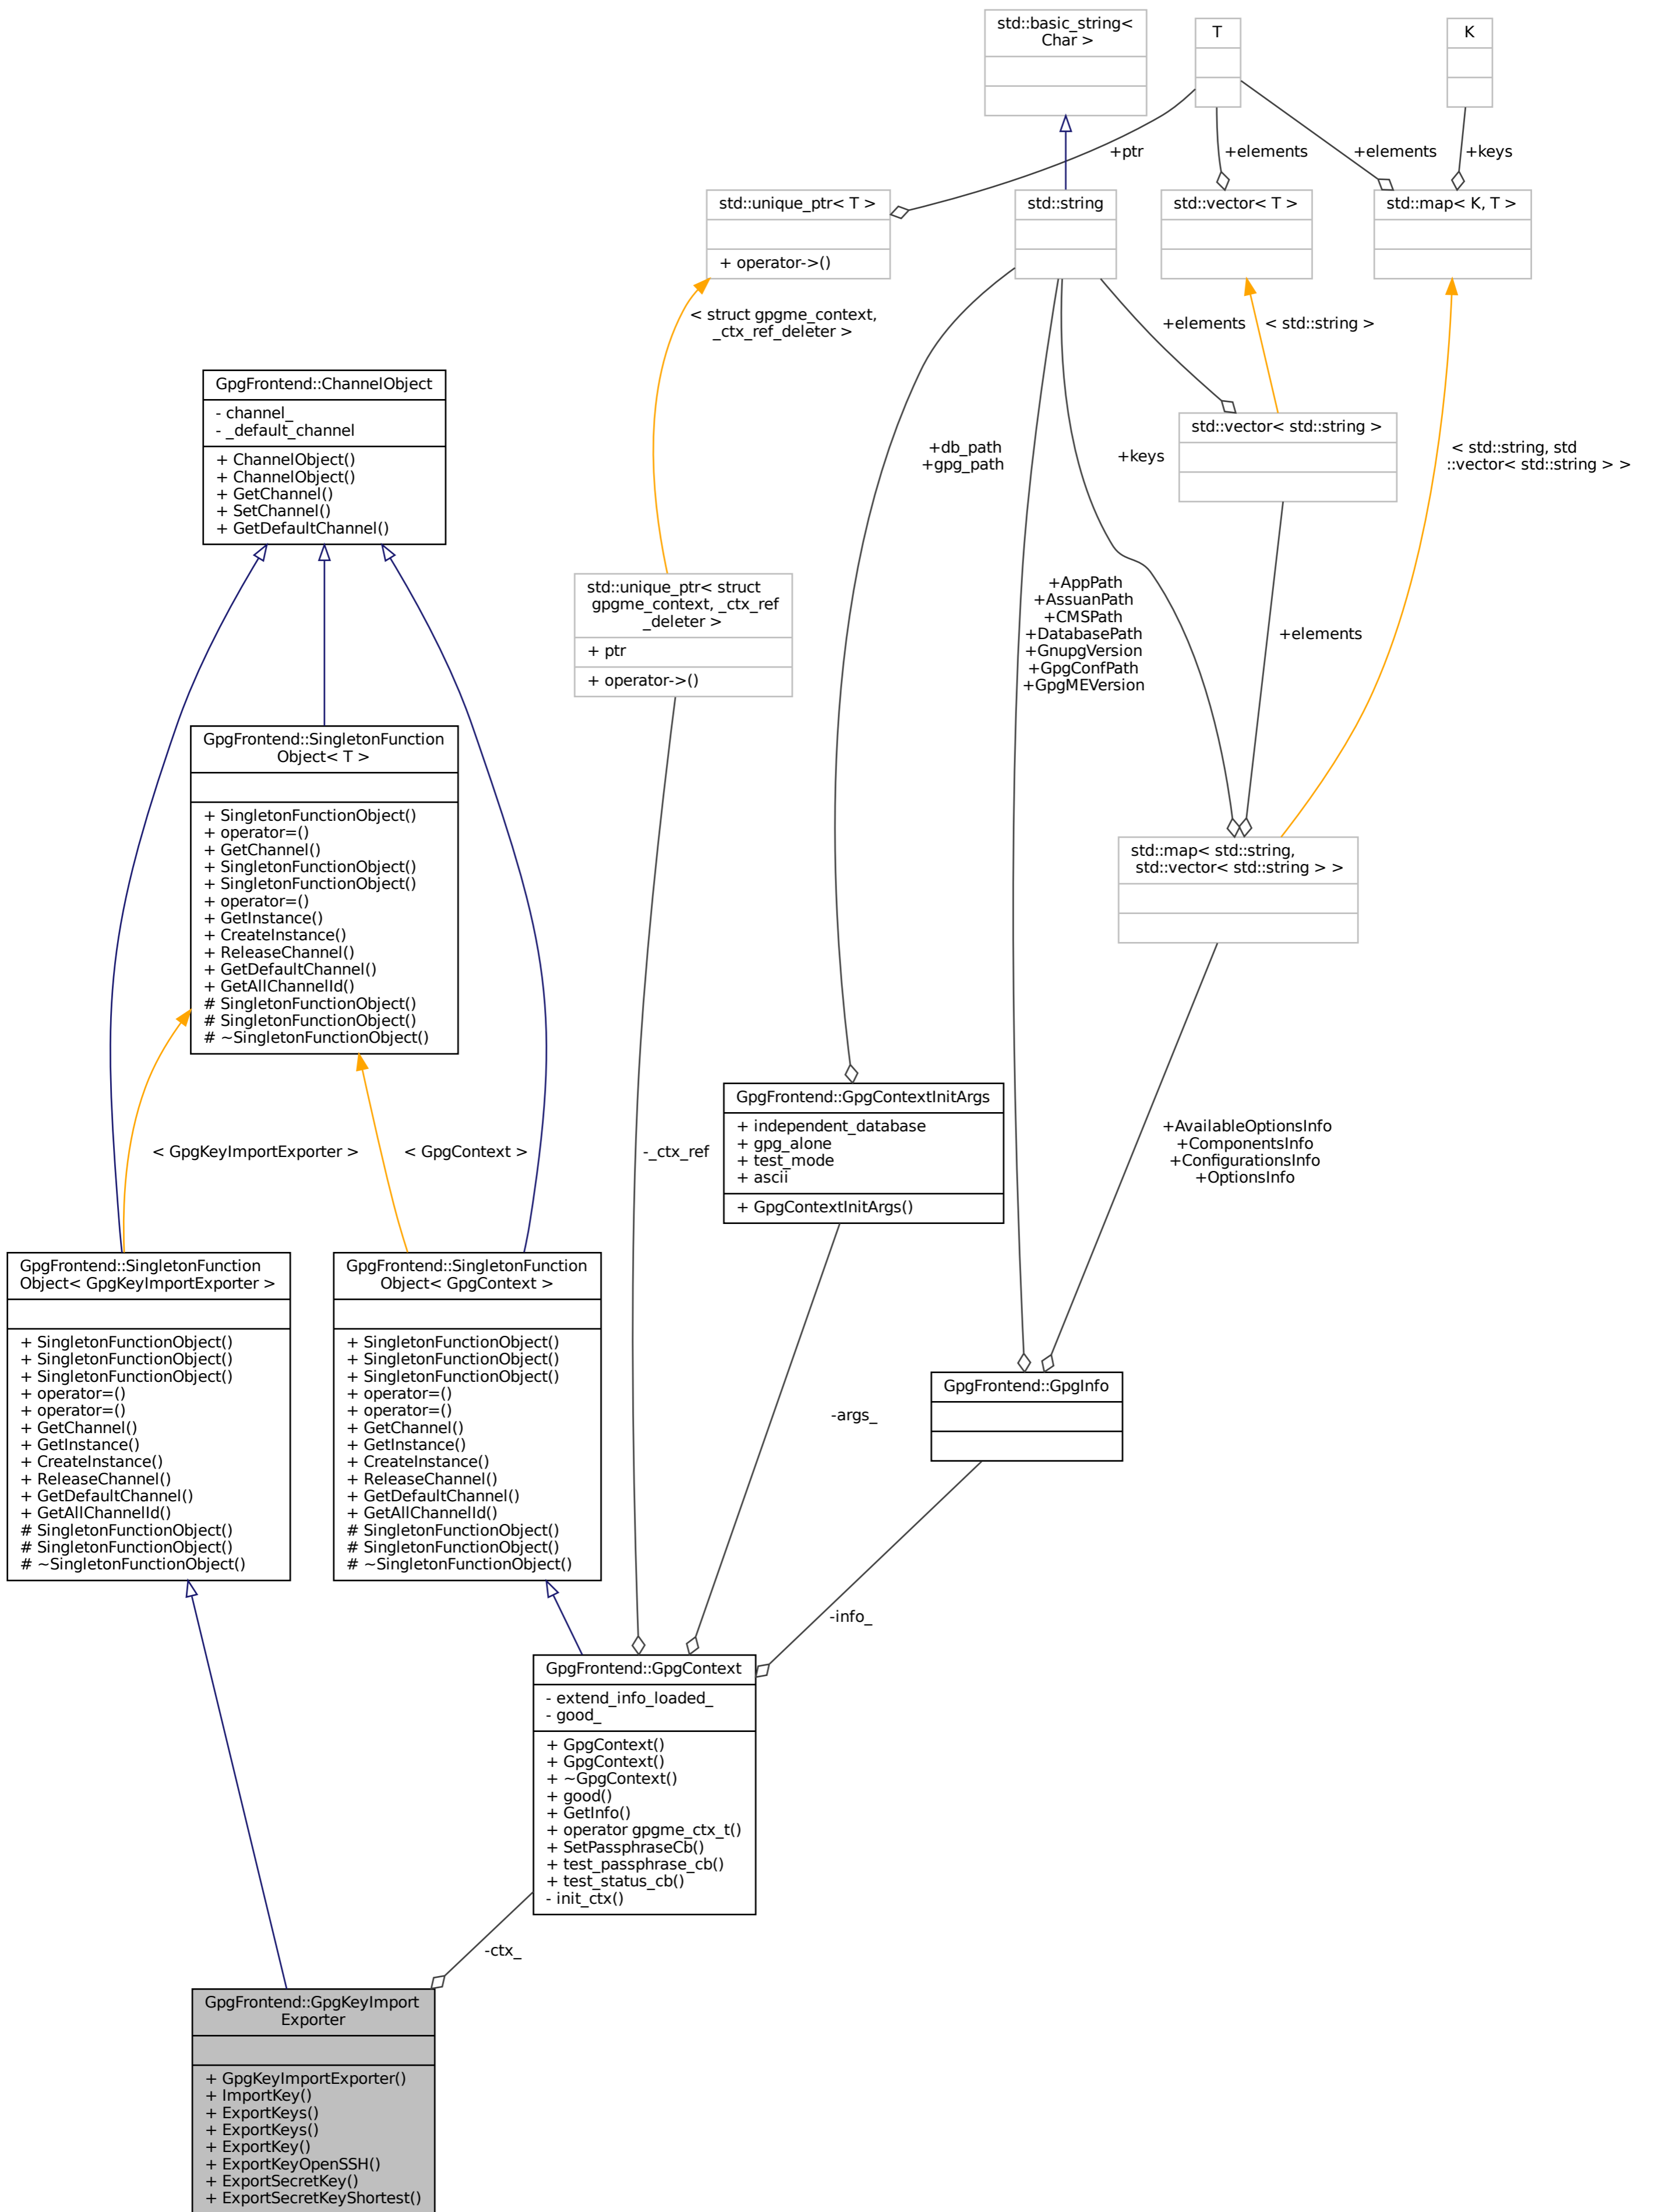 std::basic_string<
Char >
T
K
+ptr
+elements
+elements
+keys
std::unique_ptr< T >
+ operator->()
std::string
std::vector< T >
std::map< K, T >
< struct gpgme_context,
_ctx_ref_deleter >
+elements
< std::string >
GpgFrontend::ChannelObject
- channel_
- _default_channel
+ ChannelObject()
+ ChannelObject()
+ GetChannel()
+ SetChannel()
+ GetDefaultChannel()
+db_path
+gpg_path
+keys
std::vector< std::string >
< std::string, std
::vector< std::string > >
std::unique_ptr< struct
gpgme_context, _ctx_ref
_deleter >
+ ptr
+ operator->()
+AppPath
+AssuanPath
+CMSPath
+DatabasePath
+GnupgVersion
+GpgConfPath
+GpgMEVersion
+elements
GpgFrontend::SingletonFunction
Object< T >
+ SingletonFunctionObject()
+ operator=()
+ GetChannel()
+ SingletonFunctionObject()
+ SingletonFunctionObject()
+ operator=()
+ GetInstance()
+ CreateInstance()
+ ReleaseChannel()
+ GetDefaultChannel()
+ GetAllChannelId()
# SingletonFunctionObject()
# SingletonFunctionObject()
# ~SingletonFunctionObject()
std::map< std::string,
std::vector< std::string > >
< GpgKeyImportExporter >
< GpgContext >
-_ctx_ref
GpgFrontend::GpgContextInitArgs
+ independent_database
+ gpg_alone
+ test_mode
+ ascii
+ GpgContextInitArgs()
+AvailableOptionsInfo
+ComponentsInfo
+ConfigurationsInfo
+OptionsInfo
GpgFrontend::SingletonFunction
Object< GpgKeyImportExporter >
+ SingletonFunctionObject()
+ SingletonFunctionObject()
+ SingletonFunctionObject()
+ operator=()
+ operator=()
+ GetChannel()
+ GetInstance()
+ CreateInstance()
+ ReleaseChannel()
+ GetDefaultChannel()
+ GetAllChannelId()
# SingletonFunctionObject()
# SingletonFunctionObject()
# ~SingletonFunctionObject()
GpgFrontend::SingletonFunction
Object< GpgContext >
+ SingletonFunctionObject()
+ SingletonFunctionObject()
+ SingletonFunctionObject()
+ operator=()
+ operator=()
+ GetChannel()
+ GetInstance()
+ CreateInstance()
+ ReleaseChannel()
+ GetDefaultChannel()
+ GetAllChannelId()
# SingletonFunctionObject()
# SingletonFunctionObject()
# ~SingletonFunctionObject()
-args_
GpgFrontend::GpgInfo
-info_
GpgFrontend::GpgContext
- extend_info_loaded_
- good_
+ GpgContext()
+ GpgContext()
+ ~GpgContext()
+ good()
+ GetInfo()
+ operator gpgme_ctx_t()
+ SetPassphraseCb()
+ test_passphrase_cb()
+ test_status_cb()
- init_ctx()
-ctx_
GpgFrontend::GpgKeyImport
Exporter
+ GpgKeyImportExporter()
+ ImportKey()
+ ExportKeys()
+ ExportKeys()
+ ExportKey()
+ ExportKeyOpenSSH()
+ ExportSecretKey()
+ ExportSecretKeyShortest()